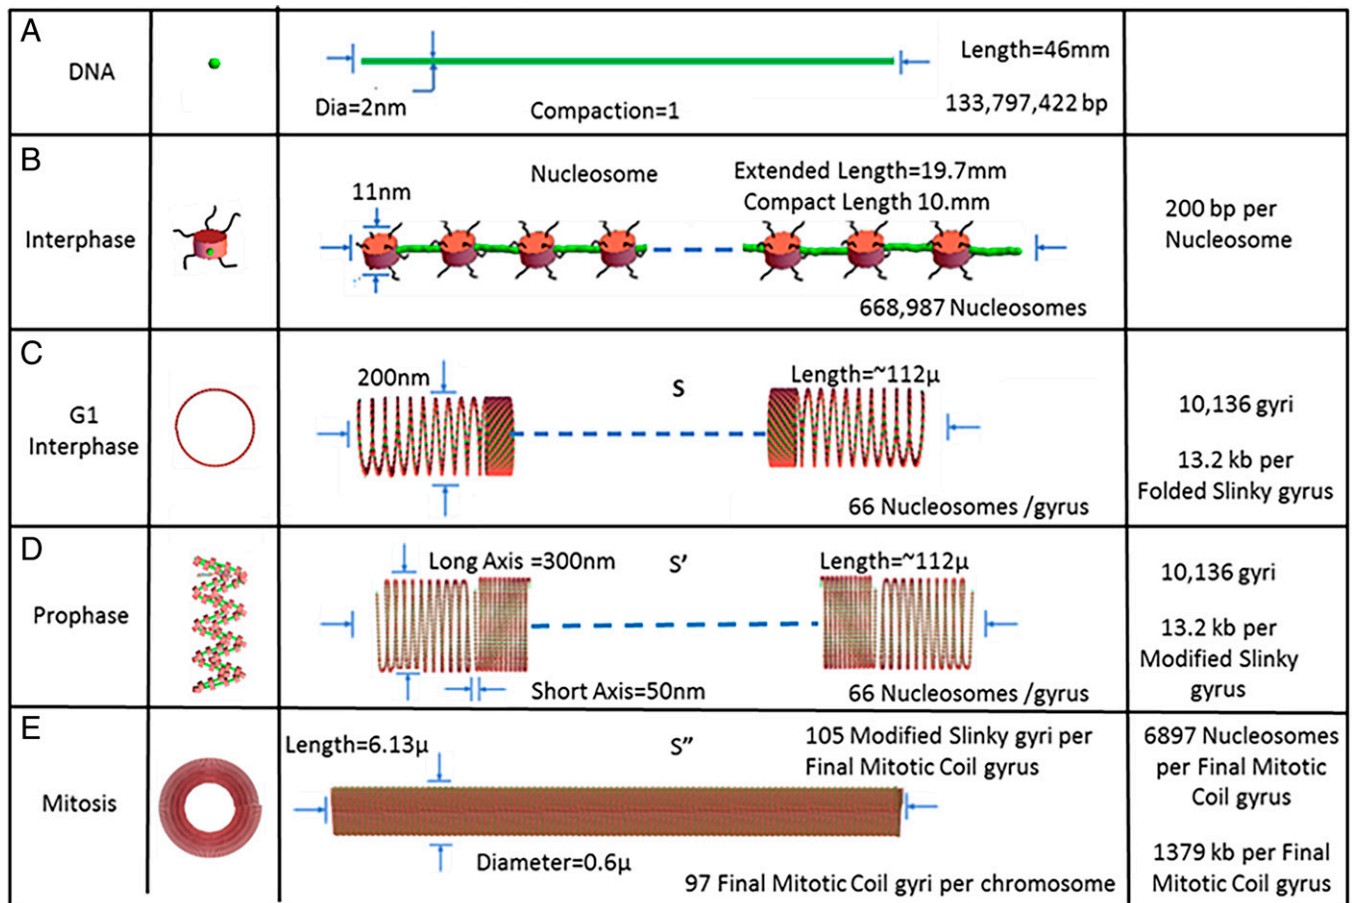 A
DNA
Dia=2nm
Compaction=1
Length=46mm
133,797,422 bp
B
Interphase
11nm
Nucleosome
Extended Length=19.7mm
Compact Length 10.mm
668,987 Nucleosomes
200 bp per
Nucleosome
C
G1
Interphase
200nm
S
Length=~112µ
66 Nucleosomes /gyrus
10,136 gyri
13.2 kb per
Folded Slinky gyrus
D
Prophase
Long Axis =300nm
S’
Length=~112µ
Short Axis=50nm
66 Nucleosomes /gyrus
10,136 gyri
13.2 kb per
Modified Slinky
gyrus
E
Mitosis
Length=6.13µ
S”
105 Modified Slinky gyri per
Final Mitotic Coil gyrus
Diameter=0.6µ
97 Final Mitotic Coil gyri per chromosome
6897 Nucleosomes
per Final Mitotic
Coil gyrus
1379 kb per Final
Mitotic Coil gyrus